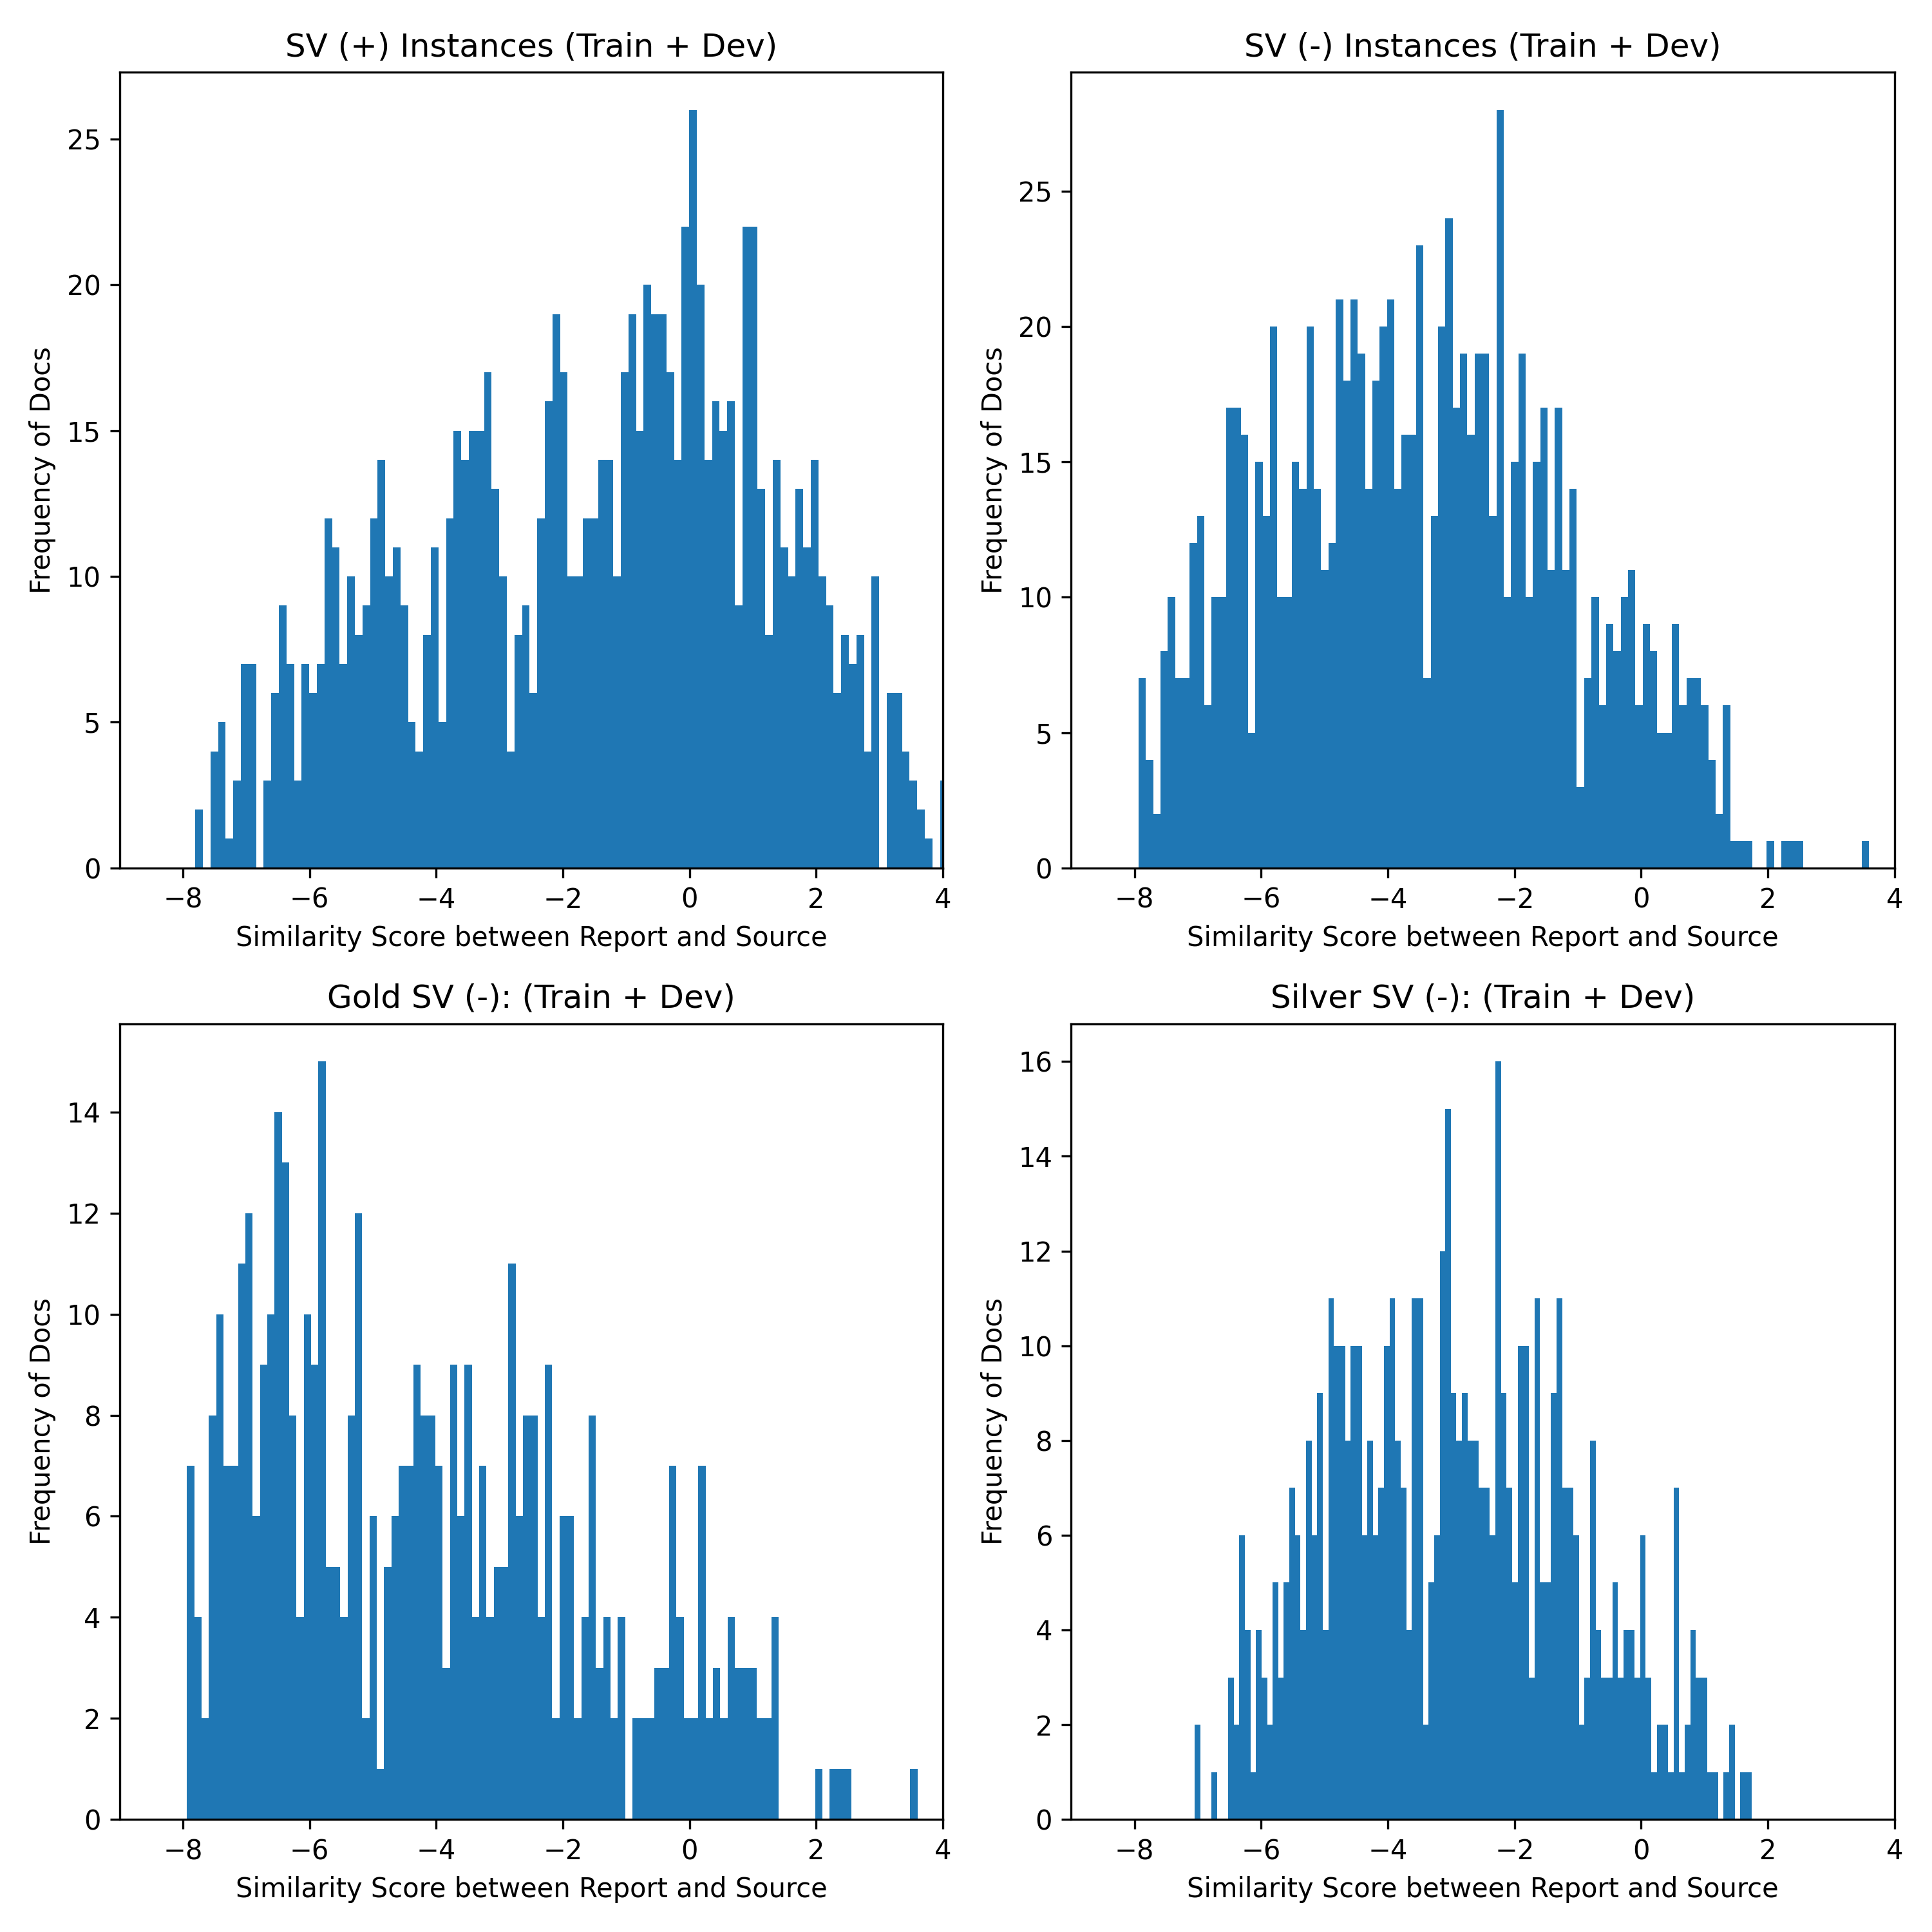 SV (+) Instances (Train + Dev)
Frequency of Docs
25
20
15
10
5
0
−8 −6 −4 −2 0 2 4
Similarity Score between Report and Source
SV (-) Instances (Train + Dev)
Frequency of Docs
25
20
15
10
5
0
−8 −6 −4 −2 0 2 4
Similarity Score between Report and Source
Gold SV (-): (Train + Dev)
Frequency of Docs
14
12
10
8
6
4
2
0
−8 −6 −4 −2 0 2 4
Similarity Score between Report and Source
Silver SV (-): (Train + Dev)
Frequency of Docs
16
14
12
10
8
6
4
2
0
−8 −6 −4 −2 0 2 4
Similarity Score between Report and Source